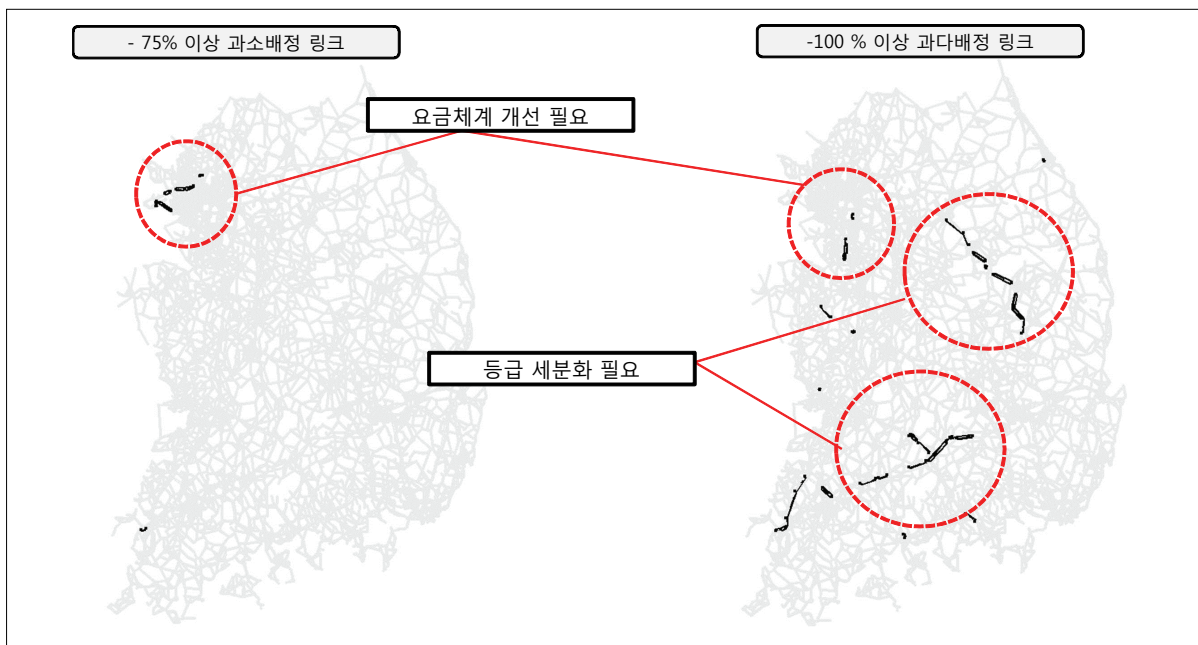 - 75% 이상 과소배정 링크
-100 % 이상 과다배정 링크
요금체계 개선 필요
등급 세분화 필요